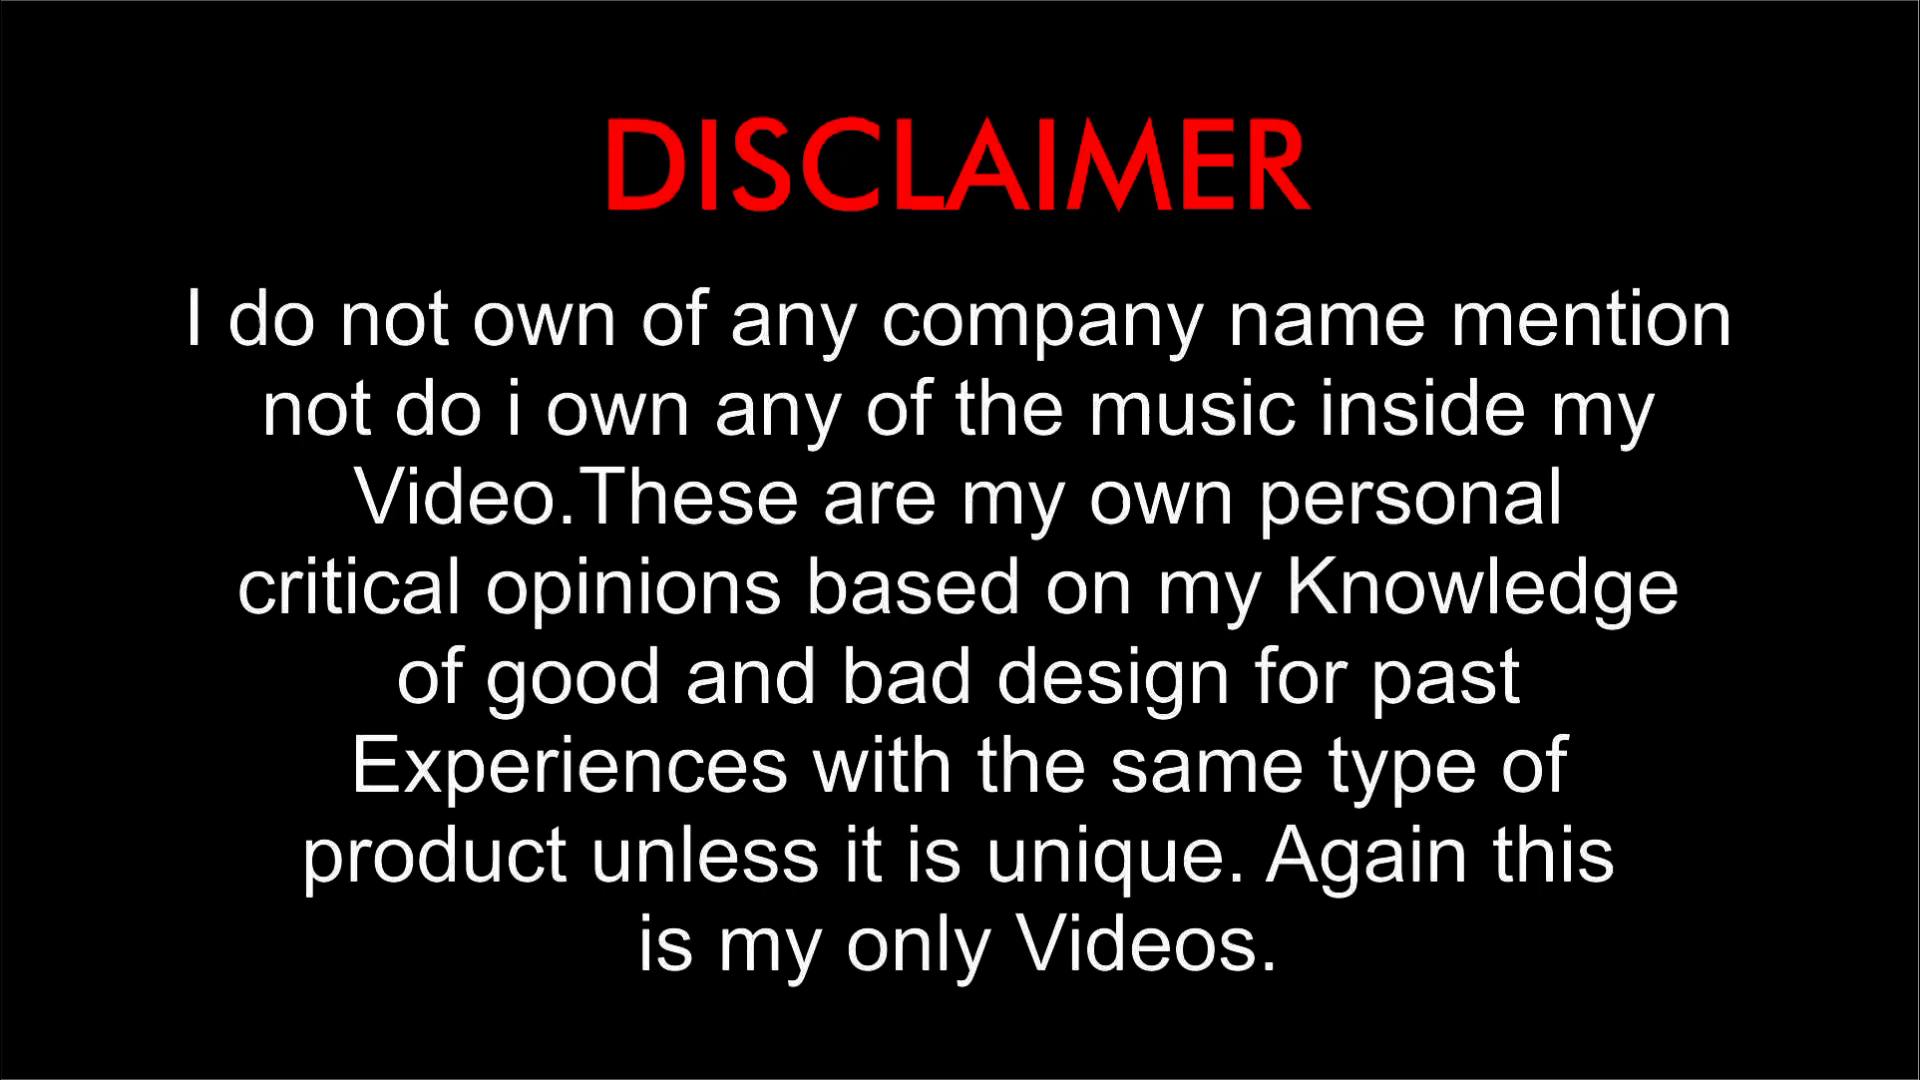 DISCLAIMER
I do not own of any company name mention
not do i own any of the music inside my
Video.These are my own personal
critical opinions based on my Knowledge
of good and bad design for past
Experiences with the same type of
product unless it is unique. Again this
is my only Videos.